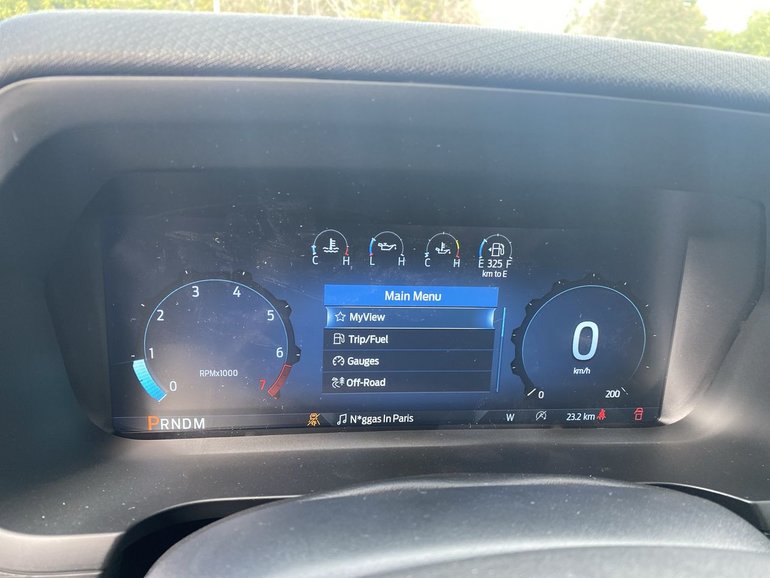 C H
L H
C H
E 325 F
km to E
Main Menu
MyView
Trip/Fuel
Gauges
Off-Road
0 1 2 3 4 5 6 7
RPMx1000
0
km/h
0 200
PRNDM
N*ggas In Paris
W
23.2 km